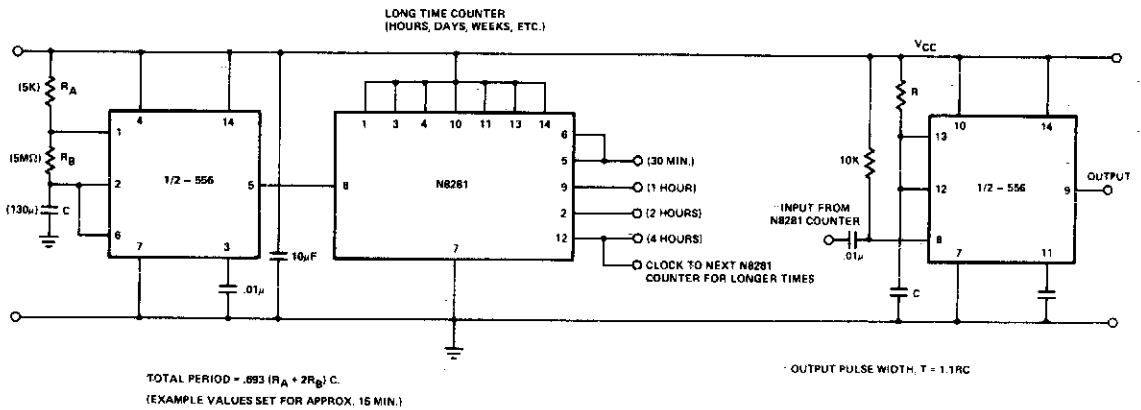 LONG TIME COUNTER
(HOURS, DAYS, WEEKS, ETC.)
VCC
(5K)
RA
4
14
1
(5MΩ)
RB
2
1/2 – 556
5
(130μ)
C
6
7
3
.01μ
10μF
1
3
4
10
11
13
14
6
5
(30 MIN.)
8
N8281
9
(1 HOUR)
2
(2 HOURS)
12
(4 HOURS)
7
CLOCK TO NEXT N8281
COUNTER FOR LONGER TIMES
R
10
14
13
10K
12
1/2 – 556
9
OUTPUT
INPUT FROM
N8281 COUNTER
8
.01μ
7
11
C
TOTAL PERIOD = .693 (RA + 2RB) C.
(EXAMPLE VALUES SET FOR APPROX. 15 MIN.)
OUTPUT PULSE WIDTH, T = 1.1RC